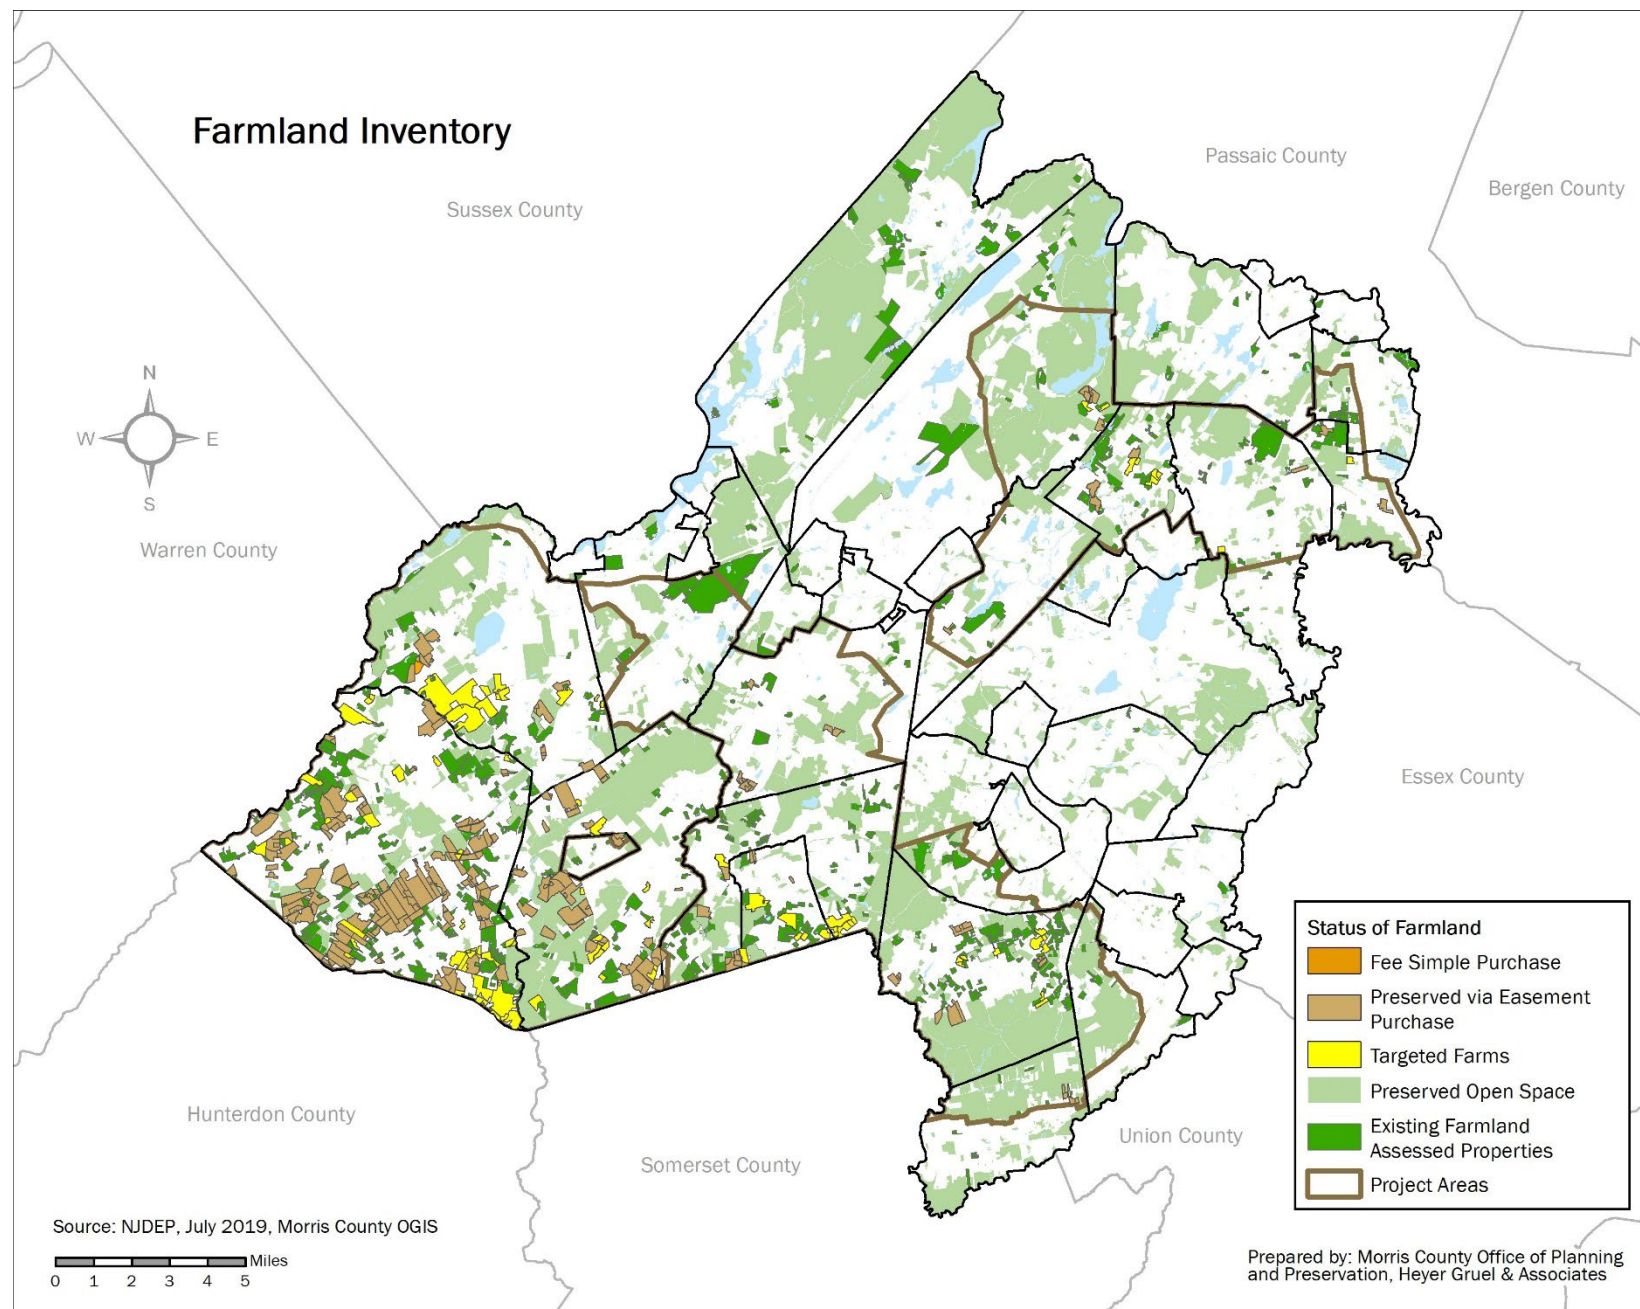 Farmland Inventory
Passaic County
Bergen County
Sussex County
N
W
E
S
Warren County
Essex County
Hunterdon County
Somerset County
Union County
Status of Farmland
Fee Simple Purchase
Preserved via Easement
Purchase
Targeted Farms
Preserved Open Space
Existing Farmland
Assessed Properties
Project Areas
Source: NJDEP, July 2019, Morris County OGIS
Miles
0 1 2 3 4 5
Prepared by: Morris County Office of Planning
and Preservation, Heyer Gruel & Associates